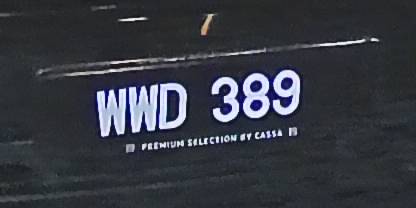 WWD 389
PREMIUM SELECTION BY CASSA